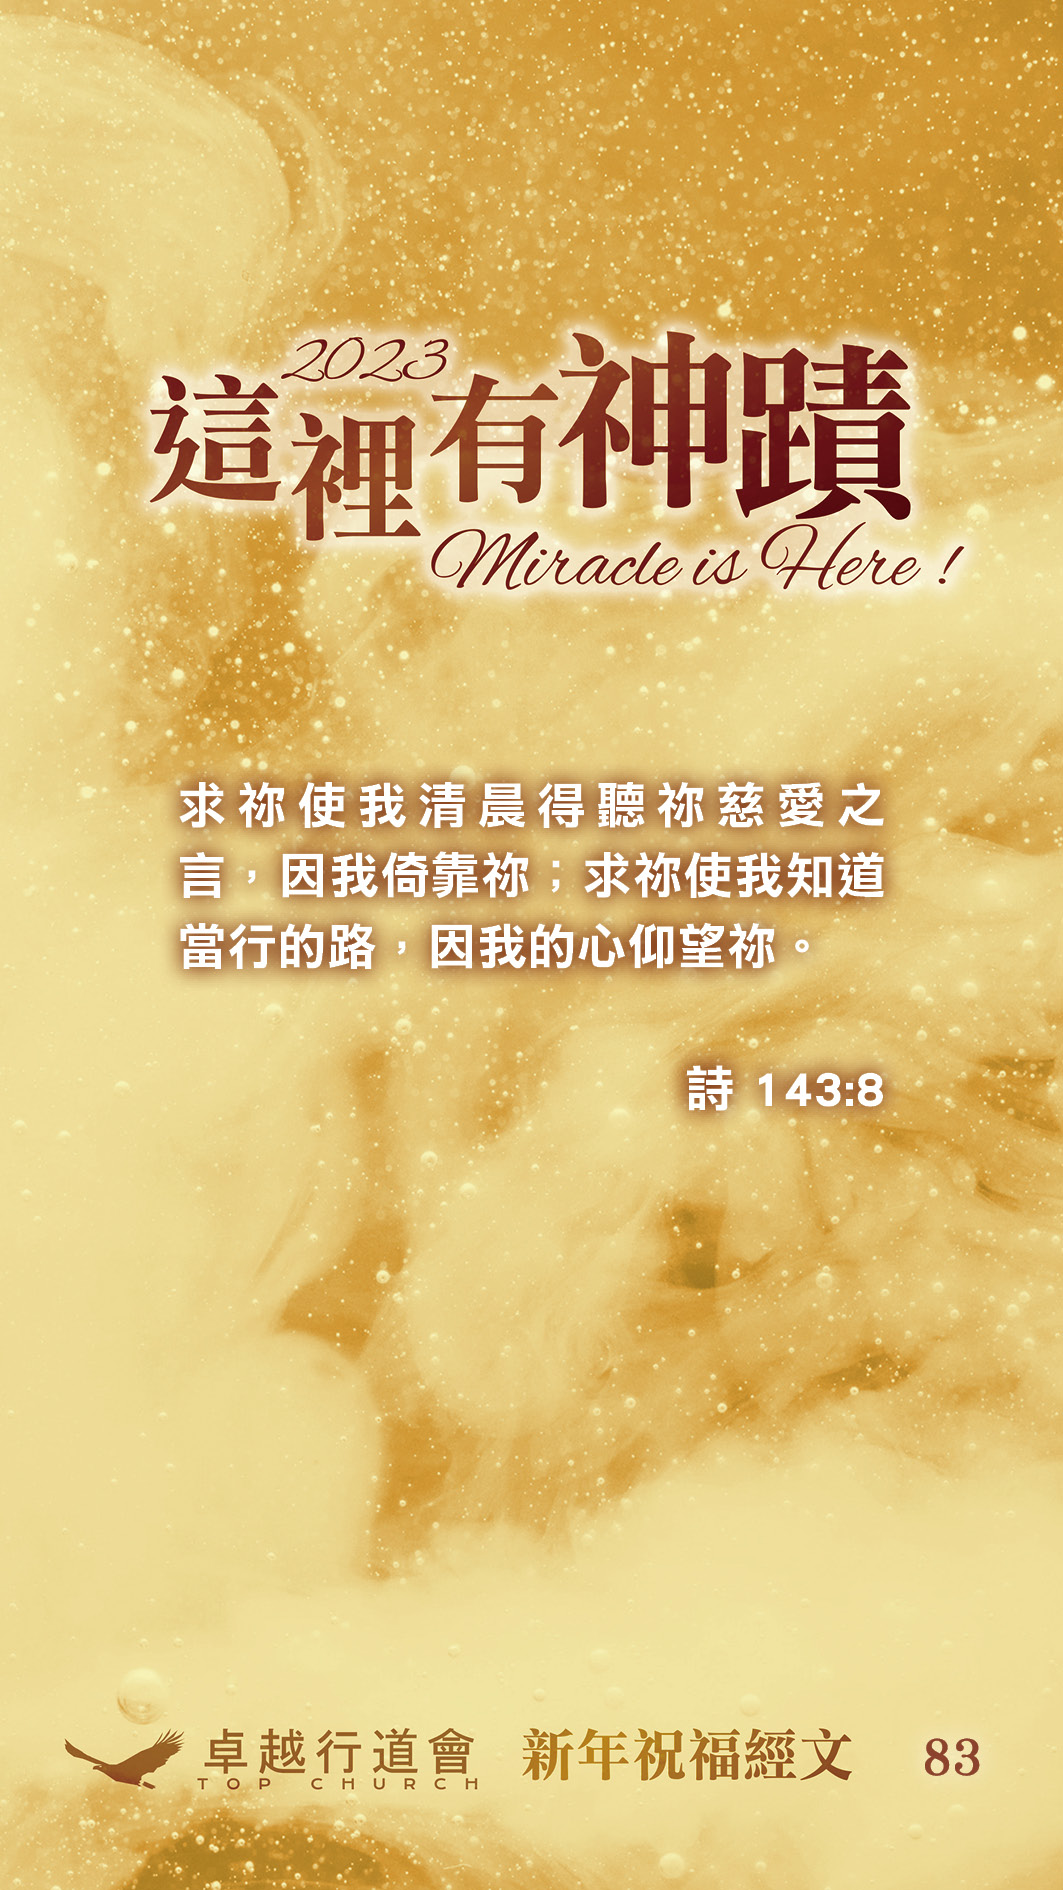 2023
這裡有神蹟
Miracle is Here !
求祢使我清晨得聽祢慈愛之
言，因我倚靠祢；求祢使我知道
當行的路，因我的心仰望祢。
詩 143:8
卓越行道會
TOP CHURCH
新年祝福經文
83